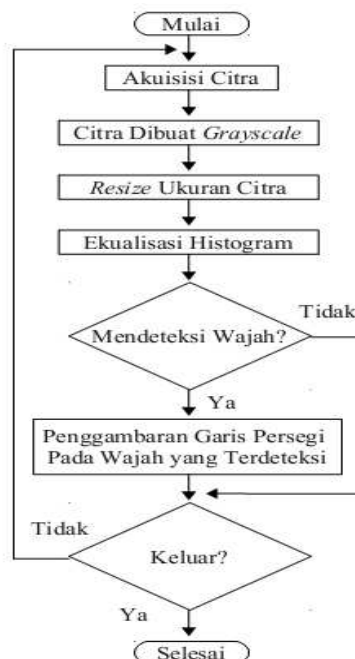 Mulai
Akuisisi Citra
Citra Dibuat Grayscale
Resize Ukuran Citra
Ekualisasi Histogram
Mendeteksi Wajah?
Tidak
Ya
Penggambaran Garis Persegi
Pada Wajah yang Terdeteksi
Tidak
Keluar?
Ya
Selesai